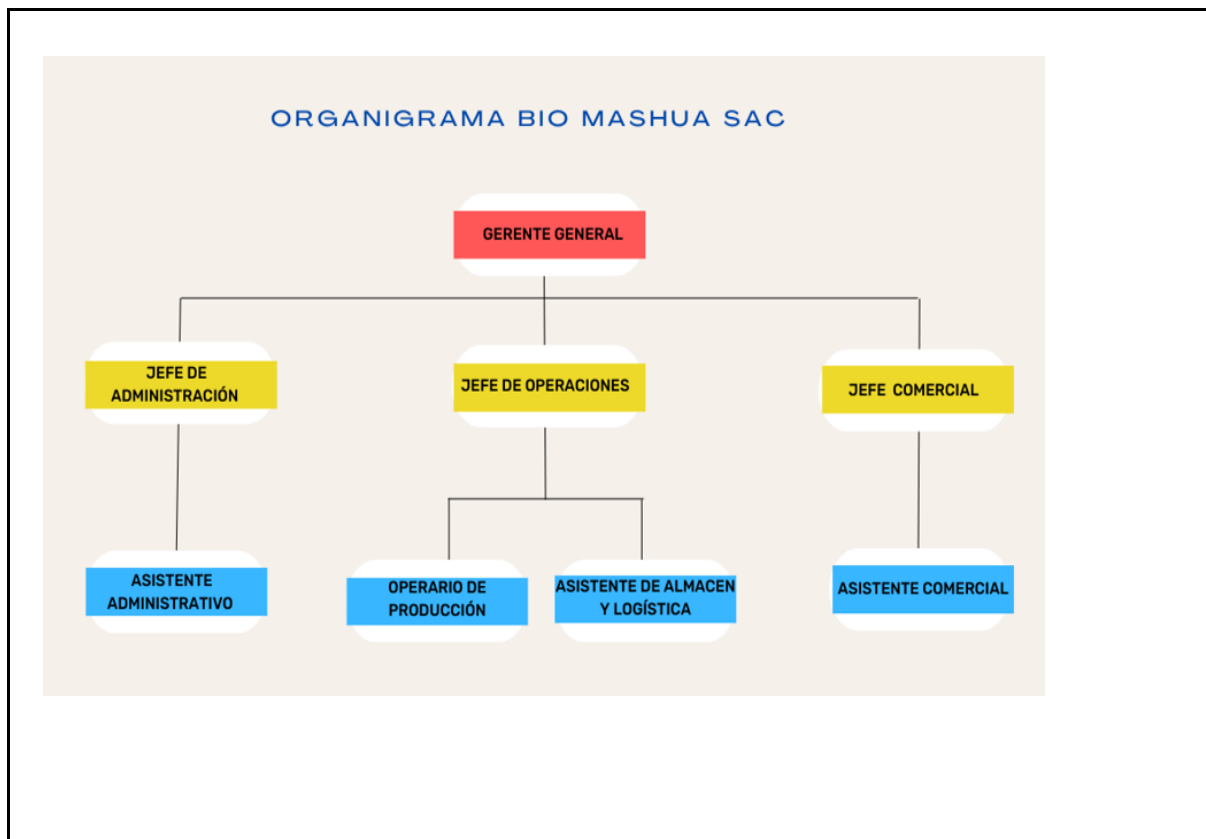 ORGANIGRAMA BIO MASHUA SAC
GERENTE GENERAL
JEFE DE
ADMINISTRACIÓN
JEFE DE OPERACIONES
JEFE COMERCIAL
ASISTENTE
ADMINISTRATIVO
OPERARIO DE
PRODUCCIÓN
ASISTENTE DE ALMACEN
Y LOGÍSTICA
ASISTENTE COMERCIAL